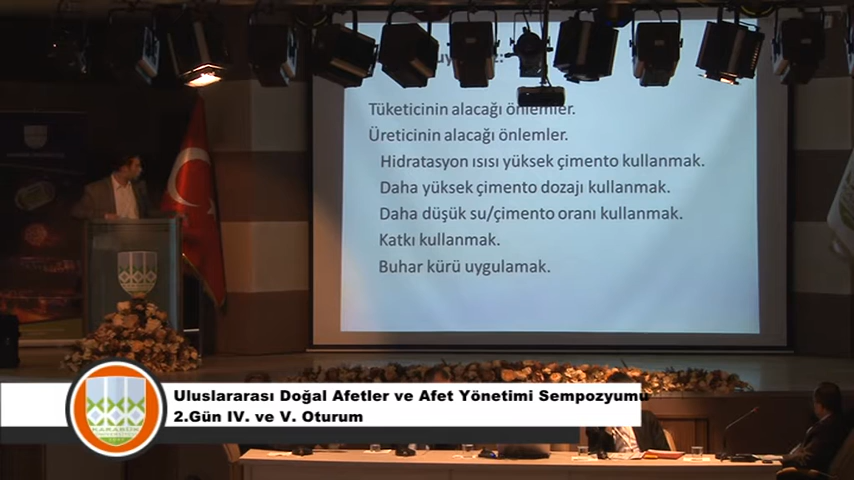 Tüketicinin alacağı önlemler.
Üreticinin alacağı önlemler.
Hidratasyon ısısı yüksek çimento kullanmak.
Daha yüksek çimento dozajı kullanmak.
Daha düşük su/çimento oranı kullanmak.
Katkı kullanmak.
Buhar kürü uygulamak.
Uluslararası Doğal Afetler ve Afet Yönetimi Sempozyumu
2.Gün IV. ve V. Oturum
KARABÜK